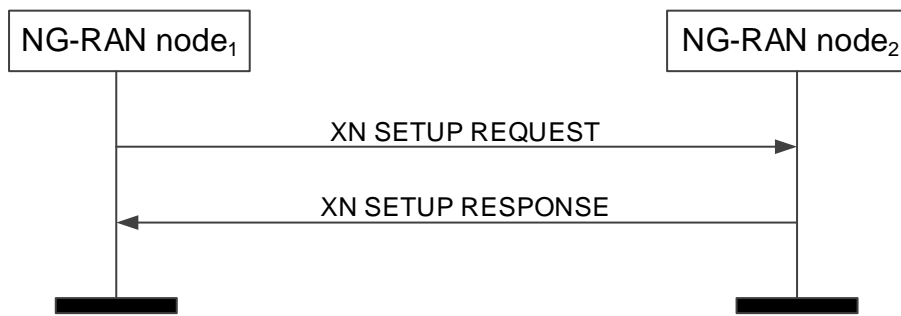 NG-RAN node₁
NG-RAN node₂
XN SETUP REQUEST
XN SETUP RESPONSE